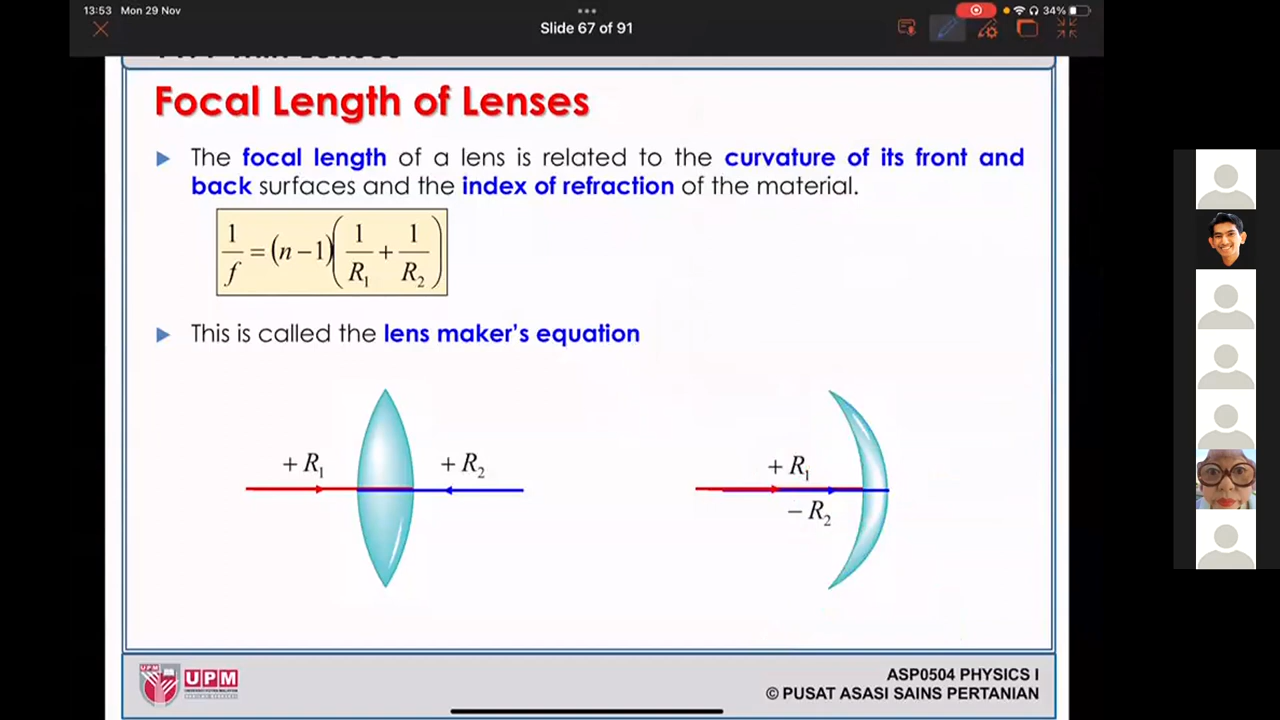 13:53 Mon 29 Nov
34%
Slide 67 of 91
Focal Length of Lenses
The focal length of a lens is related to the curvature of its front and
back surfaces and the index of refraction of the material.
1/f = (n − 1)(1/R₁ + 1/R₂)
This is called the lens maker's equation
+ R₁
+ R₂
+ R₁
− R₂
UPM
UPM
ASP0504 PHYSICS I
© PUSAT ASASI SAINS PERTANIAN